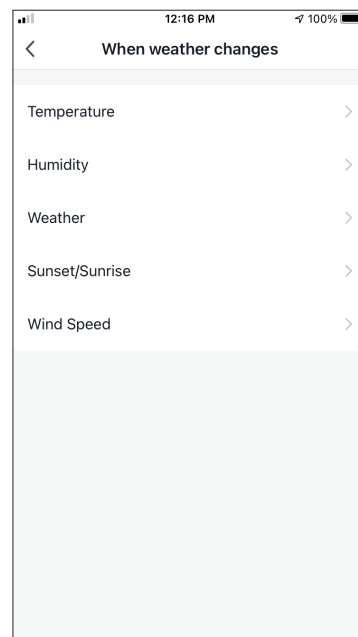 12:16 PM 100%
When weather changes
Temperature
Humidity
Weather
Sunset/Sunrise
Wind Speed